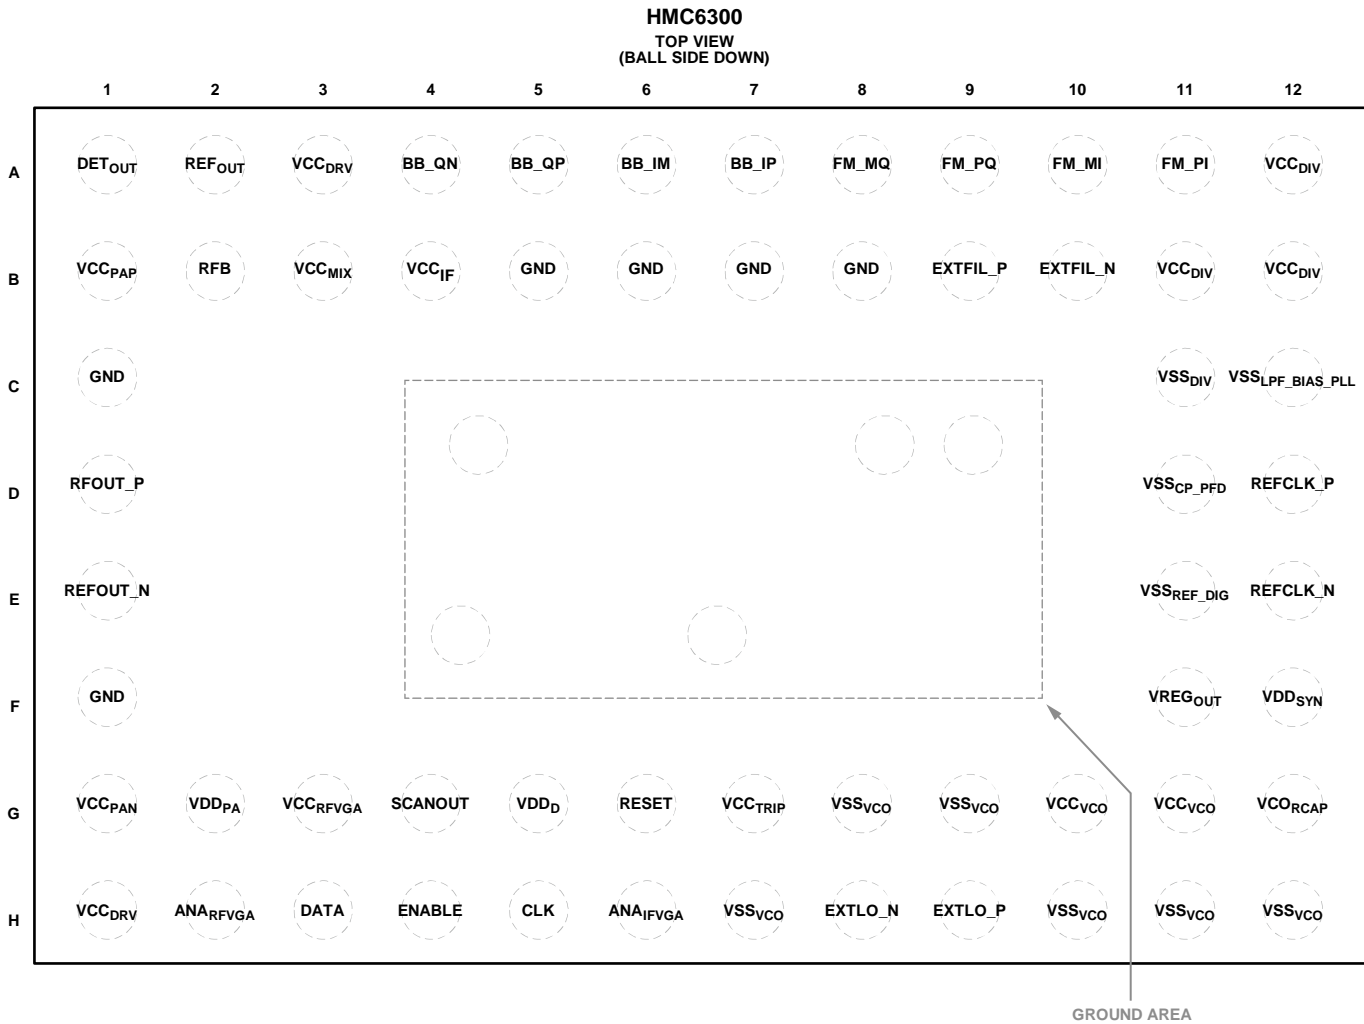 HMC6300
TOP VIEW
(BALL SIDE DOWN)
1 2 3 4 5 6 7 8 9 10 11 12
A DETOUT REFOUT VCCDRV BB_QN BB_QP BB_IM BB_IP FM_MQ FM_PQ FM_MI FM_PI VCCDIV
B VCCPAP RFB VCCMIX VCCIF GND GND GND GND EXTFIL_P EXTFIL_N VCCDIV VCCDIV
C GND VSSDIV VSSLPF_BIAS_PLL
D RFOUT_P VSSCP_PFD REFCLK_P
E REFOUT_N VSSREF_DIG REFCLK_N
F GND VREGOUT VDDSYN
G VCCPAN VDDPA VCCRFVGA SCANOUT VDDD RESET VCCTRIP VSSVCO VSSVCO VCCVCO VCCVCO VCORCAP
H VCCDRV ANARFVGA DATA ENABLE CLK ANAIFVGA VSSVCO EXTLO_N EXTLO_P VSSVCO VSSVCO VSSVCO
GROUND AREA